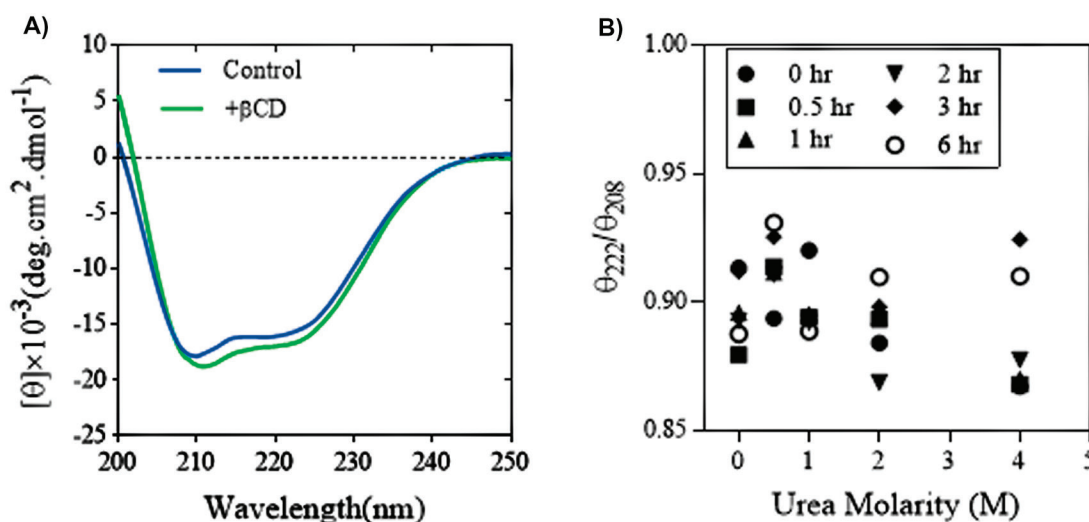 A)
10
5
0
-5
-10
-15
-20
-25
Control
+βCD
200 210 220 230 240 250
Wavelength(nm)
[θ]×10⁻³(deg.cm².dmol⁻¹)
B)
1.00
0.95
0.90
0.85
0 hr
0.5 hr
1 hr
2 hr
3 hr
6 hr
0 1 2 3 4 5
Urea Molarity (M)
θ₂₂₂/θ₂₀₈